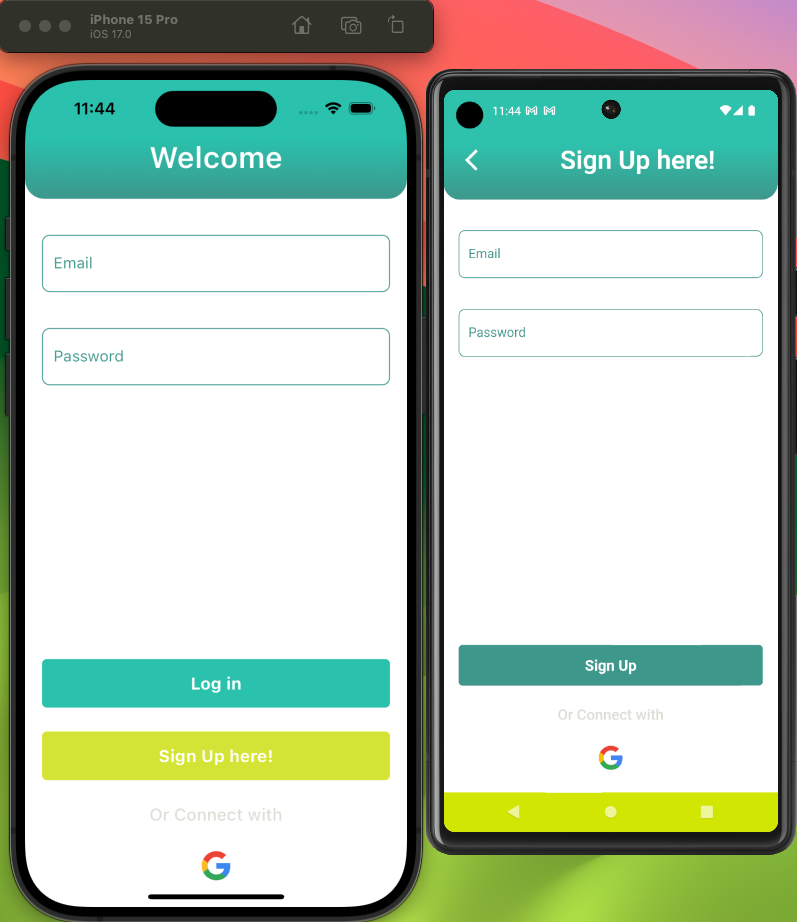 iPhone 15 Pro
iOS 17.0
11:44
Welcome
Email
Password
Log in
Sign Up here!
Or Connect with
11:44
Sign Up here!
Email
Password
Sign Up
Or Connect with